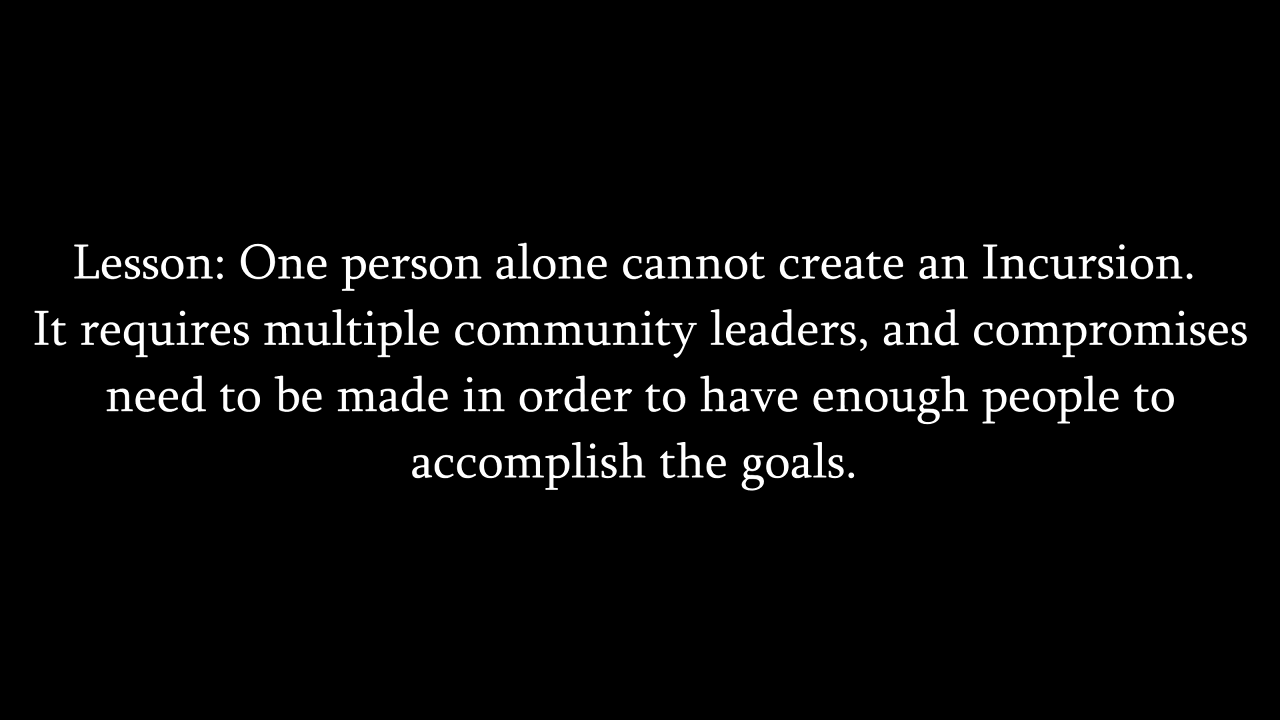 Lesson: One person alone cannot create an Incursion.
It requires multiple community leaders, and compromises
need to be made in order to have enough people to
accomplish the goals.